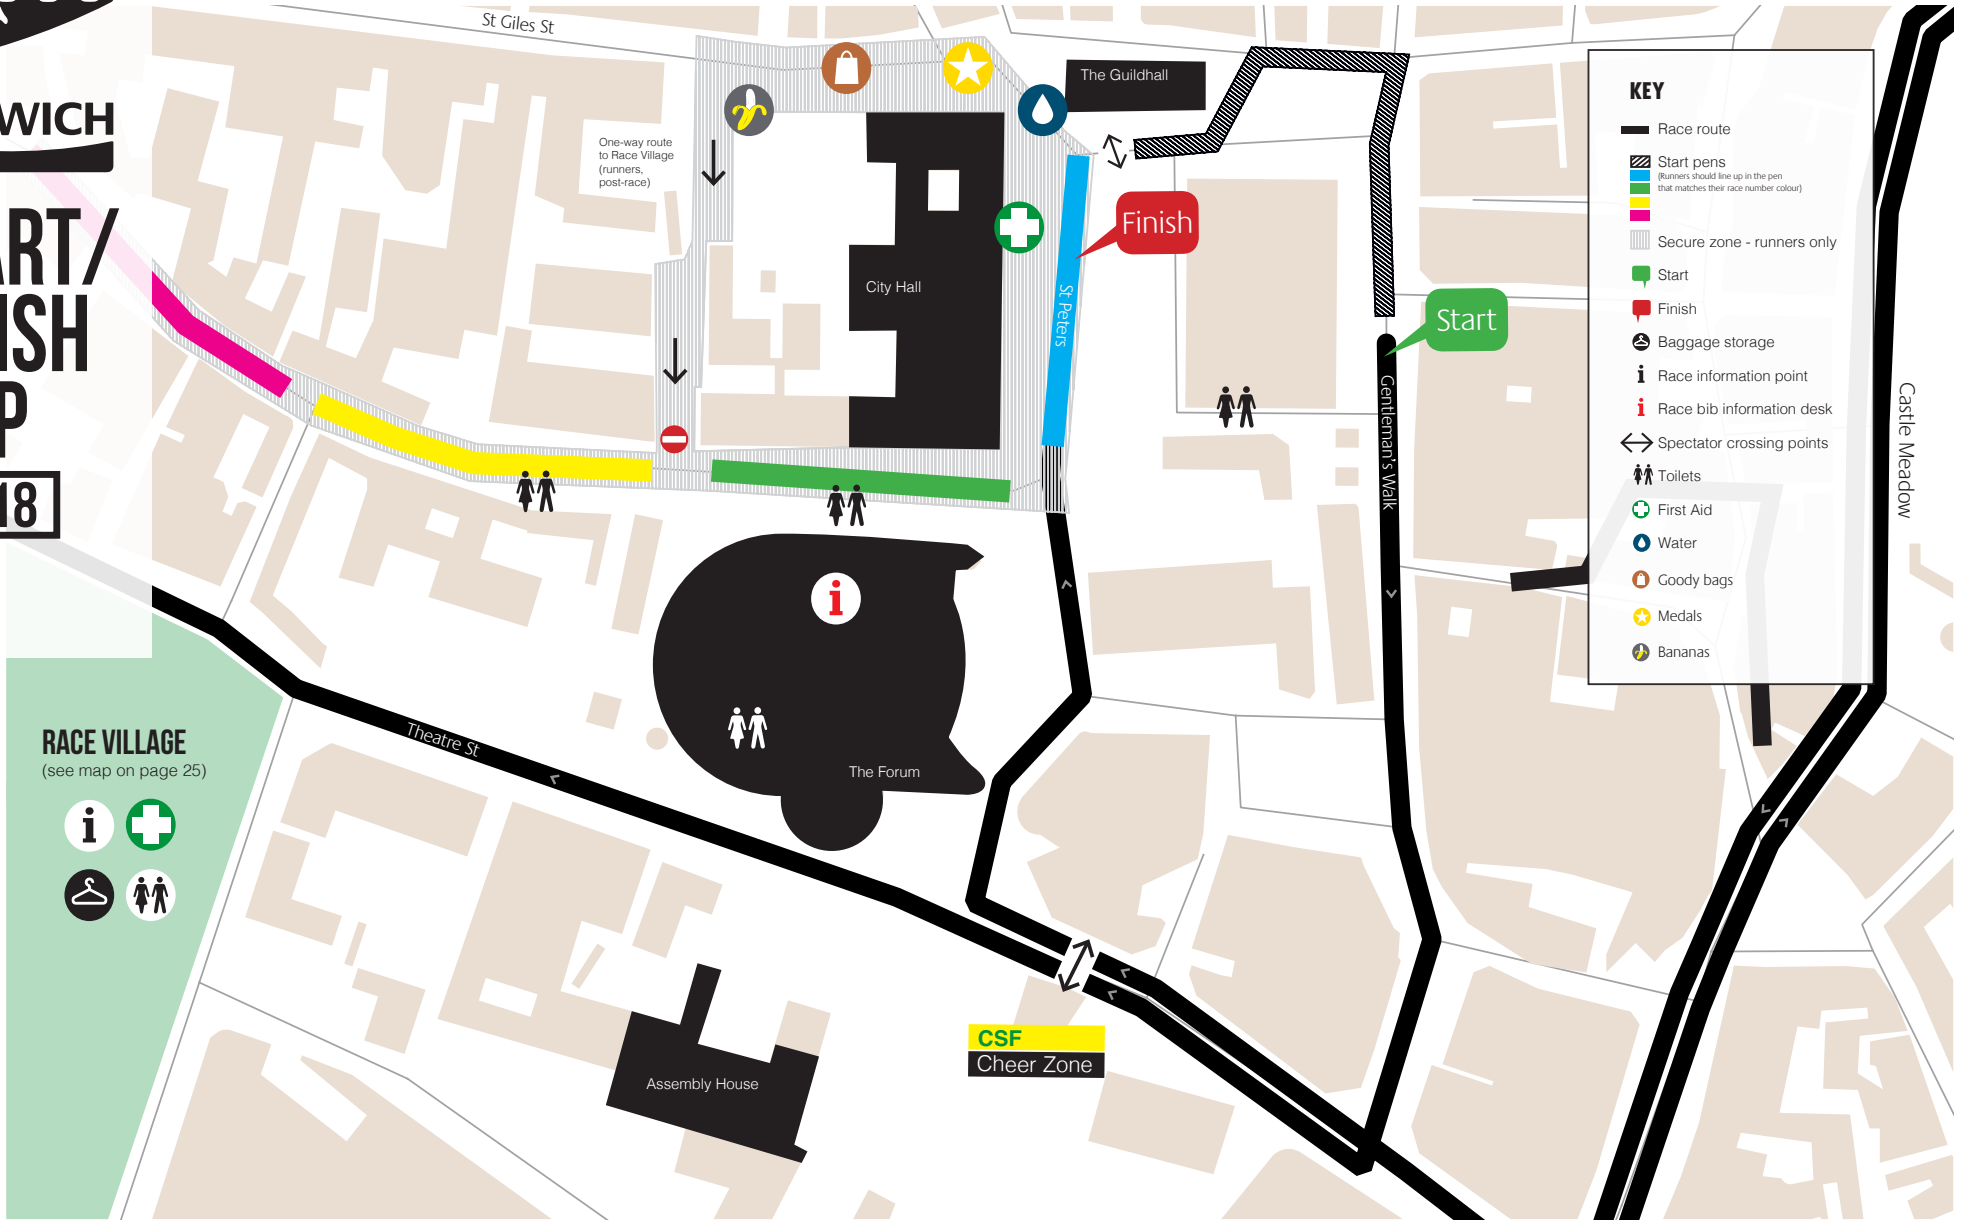 St Giles St
WICH
ART/
ISH
P
18
One-way route
to Race Village
(runners,
post-race)
The Guildhall
Finish
City Hall
St Peters
Start
Gentleman's Walk
Castle Meadow
KEY
Race route
Start pens
(Runners should line up in the pen
that matches their race number colour)
Secure zone - runners only
Start
Finish
Baggage storage
i Race information point
i Race bib information desk
Spectator crossing points
Toilets
First Aid
Water
Goody bags
Medals
Bananas
i
The Forum
Theatre St
RACE VILLAGE
(see map on page 25)
i
CSF
Cheer Zone
Assembly House